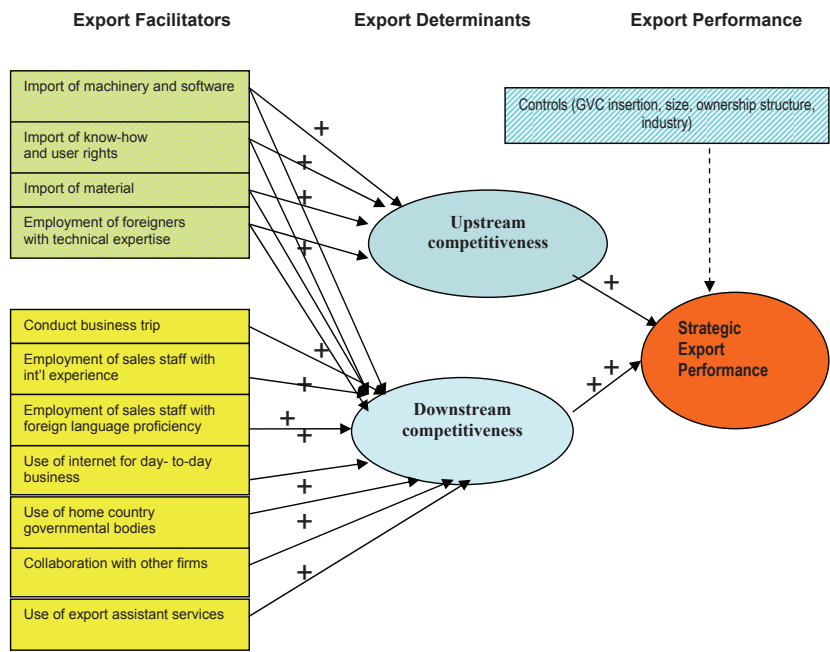 Export Facilitators
Export Determinants
Export Performance
Import of machinery and software
Import of know-how
and user rights
Import of material
Employment of foreigners
with technical expertise
Controls (GVC insertion, size, ownership structure,
industry)
Upstream
competitiveness
Strategic
Export
Performance
Conduct business trip
Employment of sales staff with
int'l experience
Employment of sales staff with
foreign language proficiency
Use of internet for day- to-day
business
Use of home country
governmental bodies
Collaboration with other firms
Use of export assistant services
Downstream
competitiveness
+
+
+
+
+
+
+
+
+
+
+
+
+
+